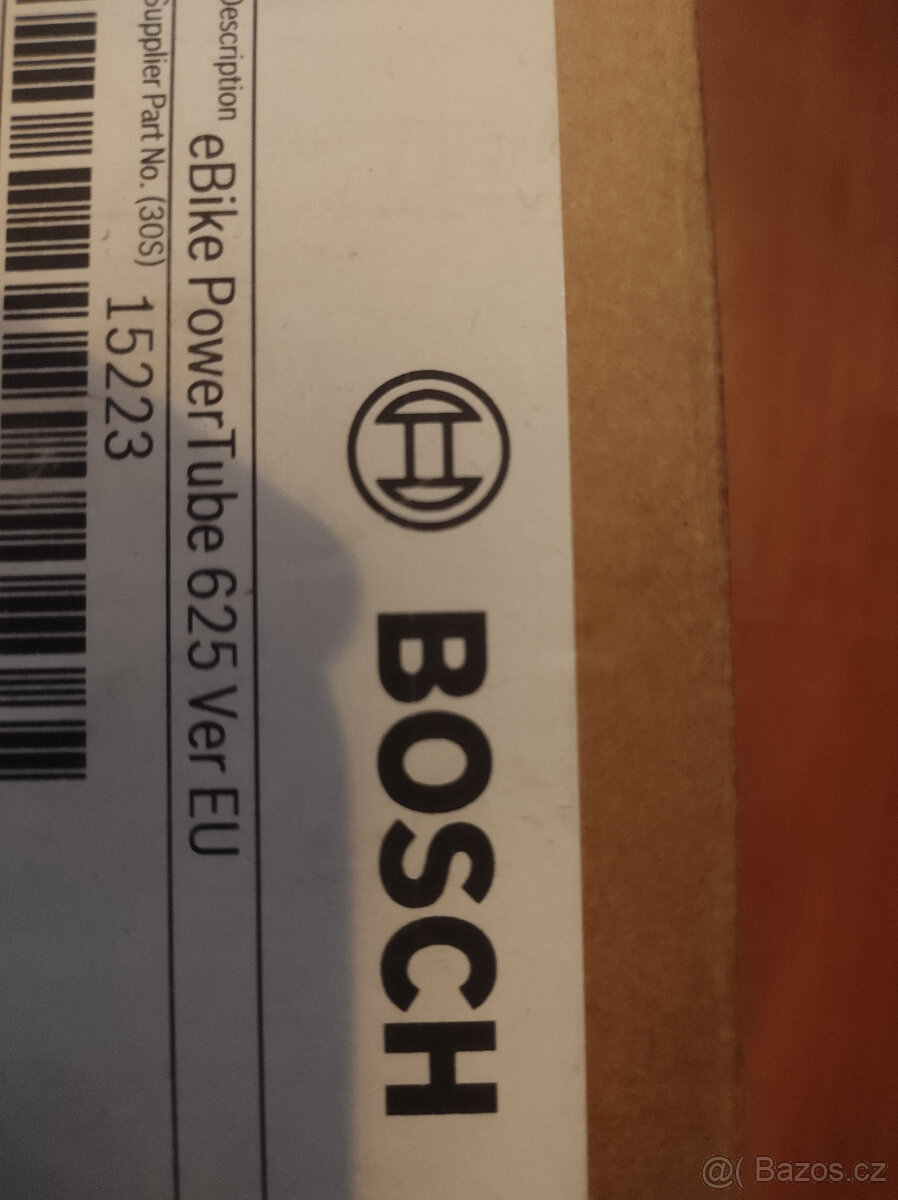 BOSCH
Description eBike PowerTube 625 Ver EU
Supplier Part No. (30S) 15223
@( Bazos.cz